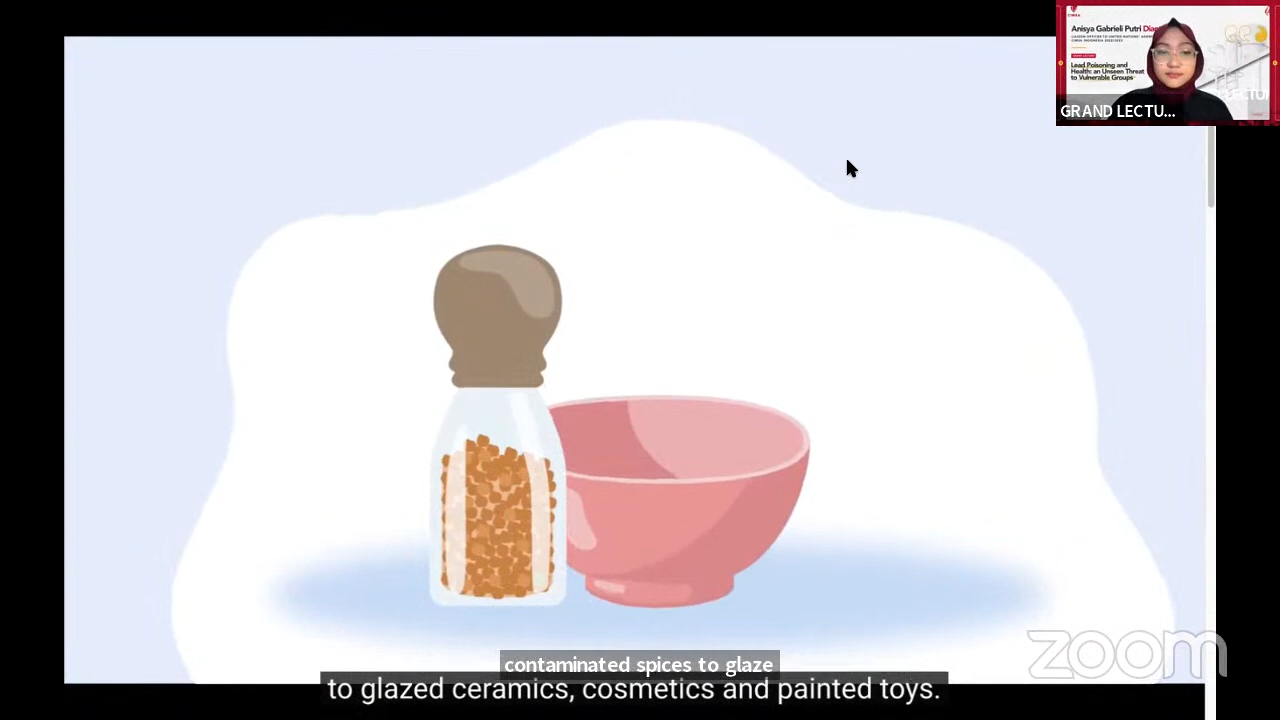 Anisya Gabrieli Putri
Lead Poisoning and
Health: an Unseen Threat
to Vulnerable Groups
GRAND LECTU...
contaminated spices to glaze
to glazed ceramics, cosmetics and painted toys.
zoom